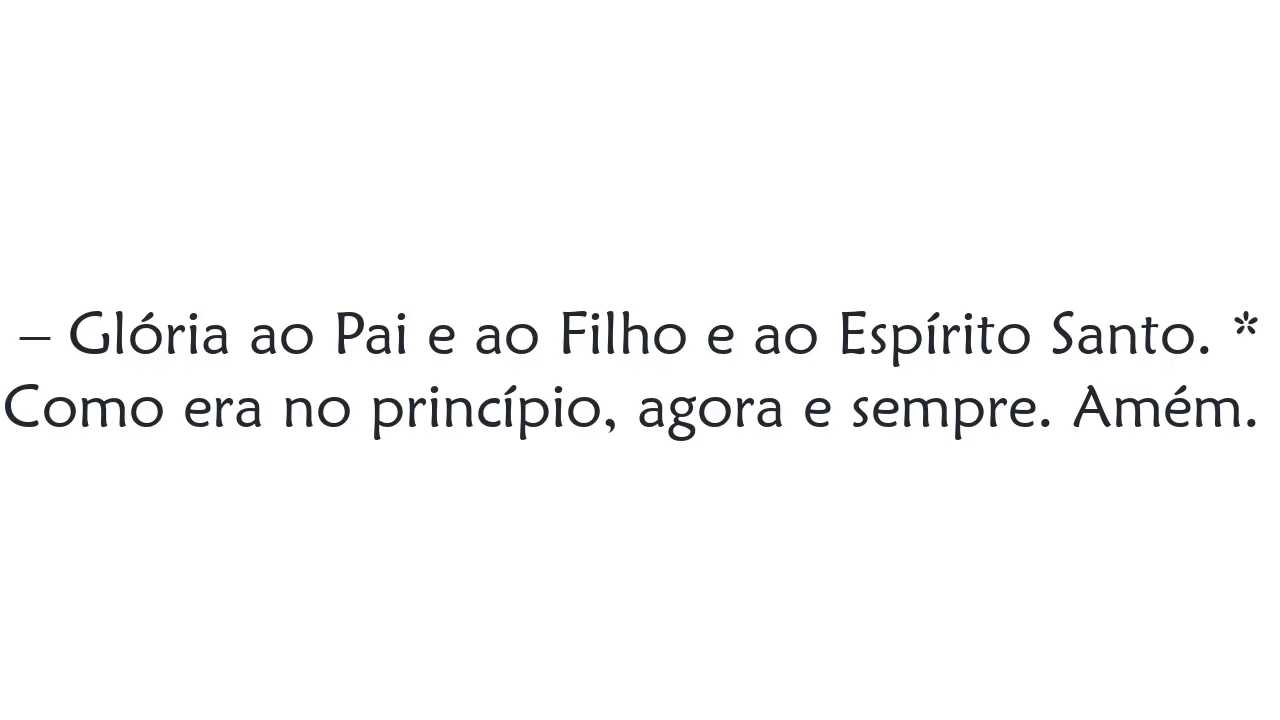 – Glória ao Pai e ao Filho e ao Espírito Santo. *
Como era no princípio, agora e sempre. Amém.